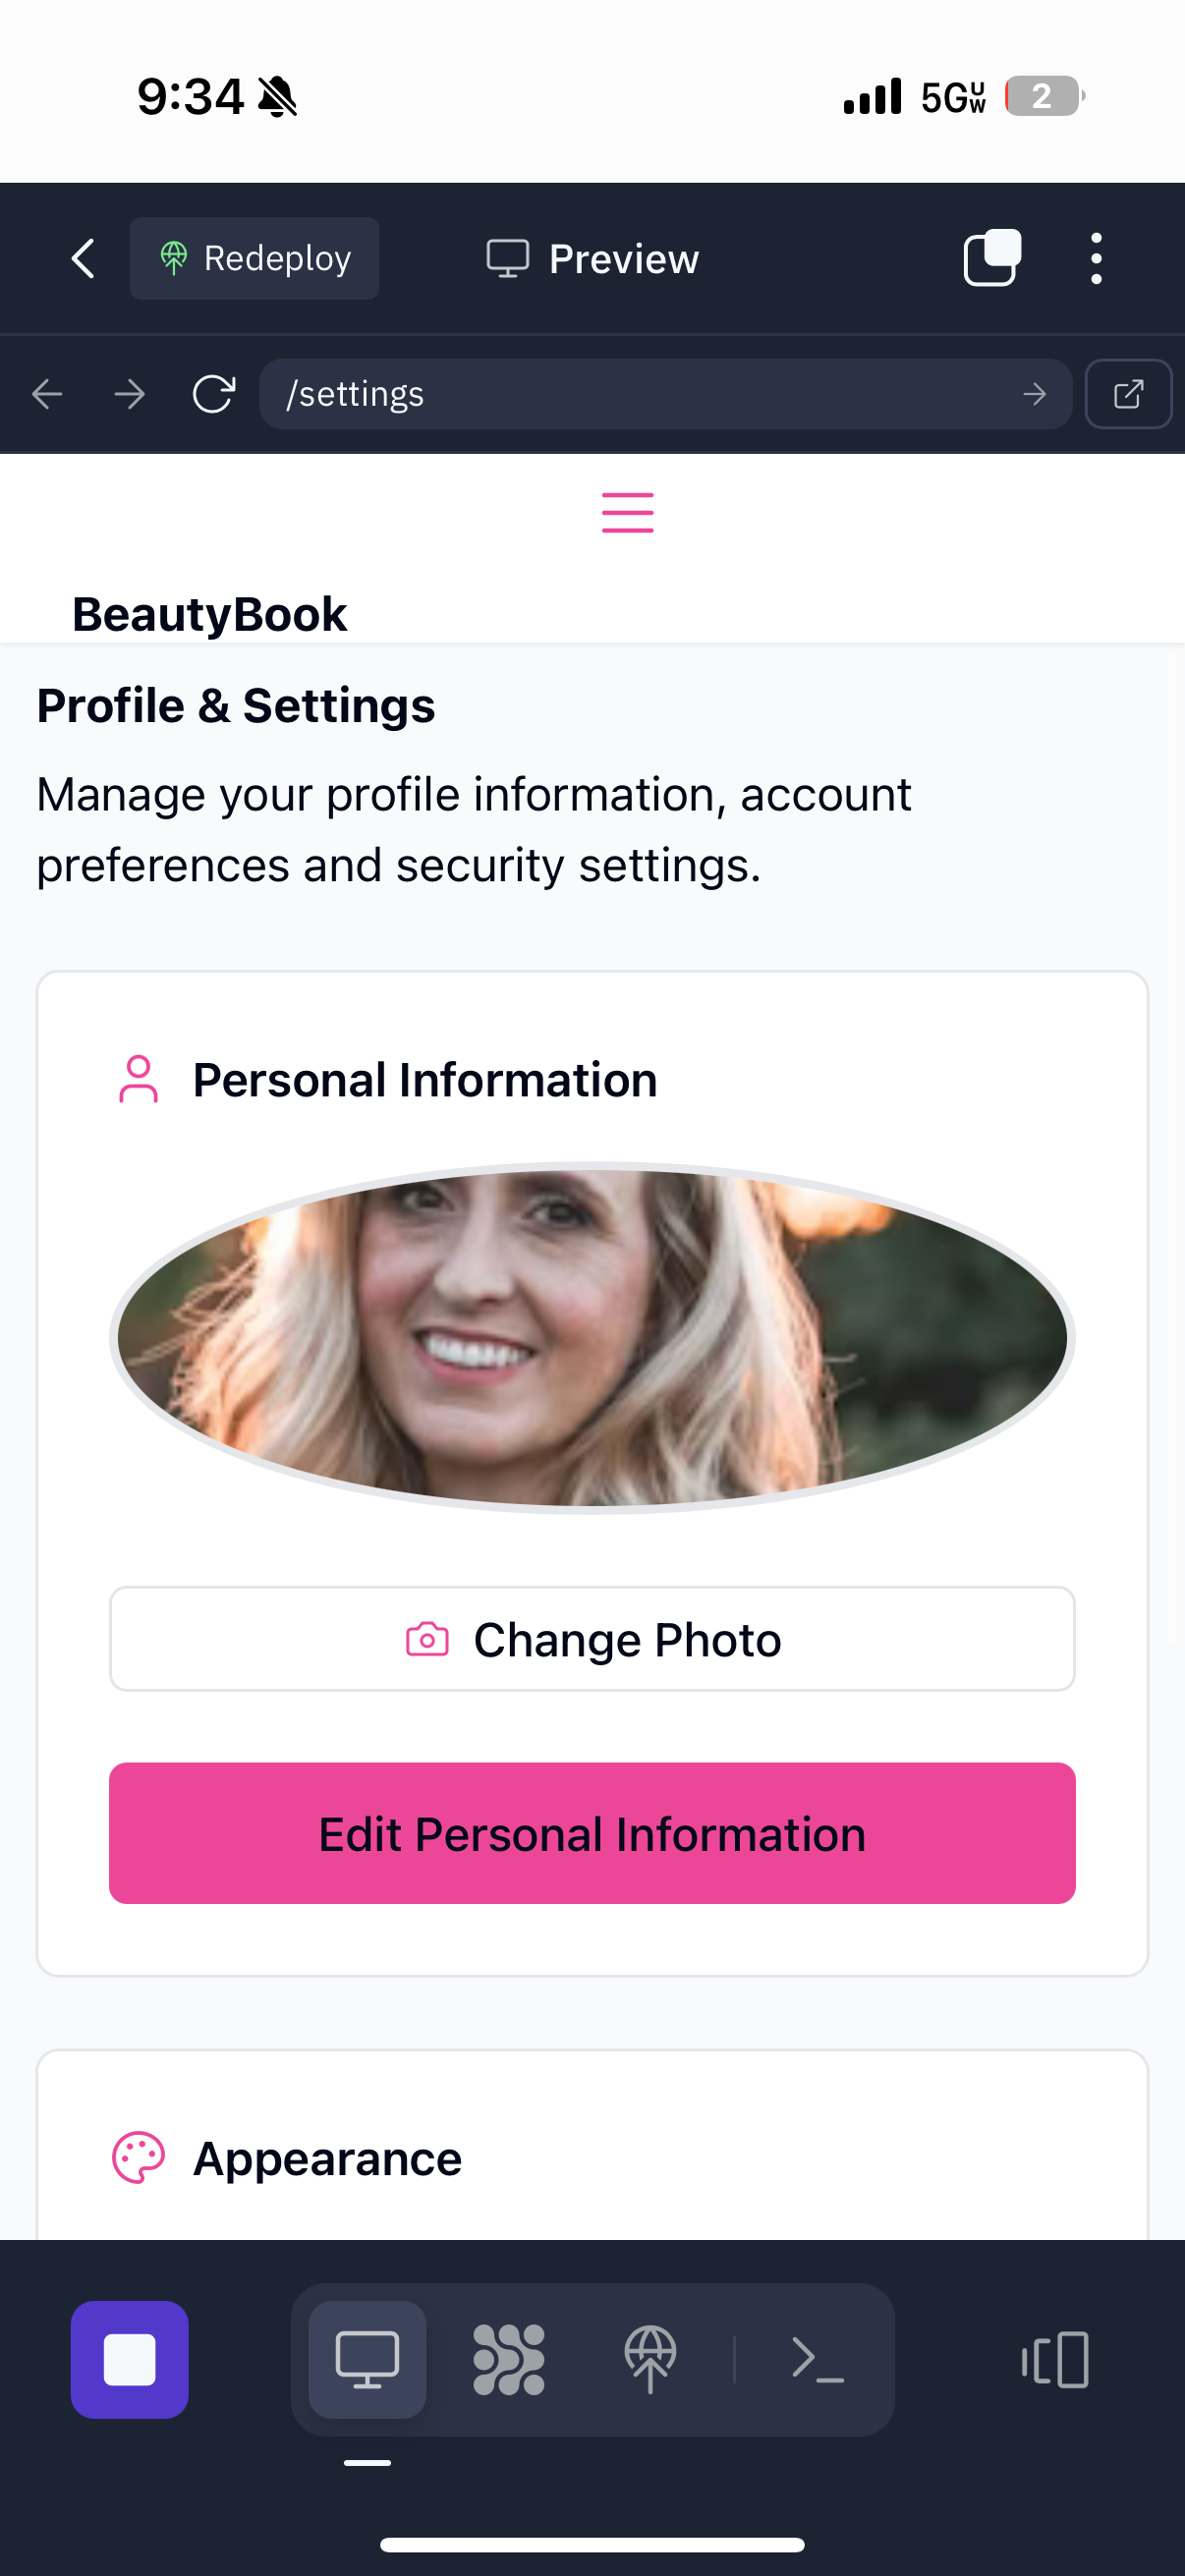 9:34
5G UW
2
Redeploy
Preview
/settings
BeautyBook
Profile & Settings
Manage your profile information, account
preferences and security settings.
Personal Information
Change Photo
Edit Personal Information
Appearance